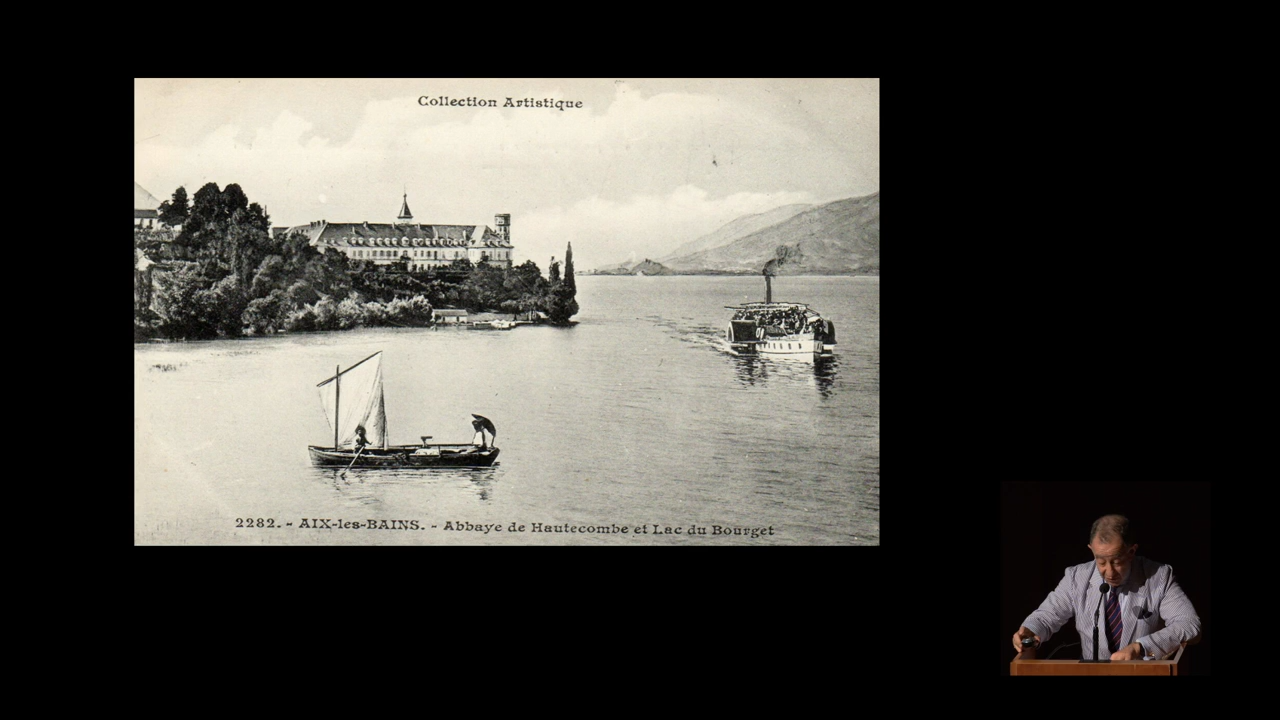 Collection Artistique
2282. - AIX-les-BAINS. - Abbaye de Hautecombe et Lac du Bourget